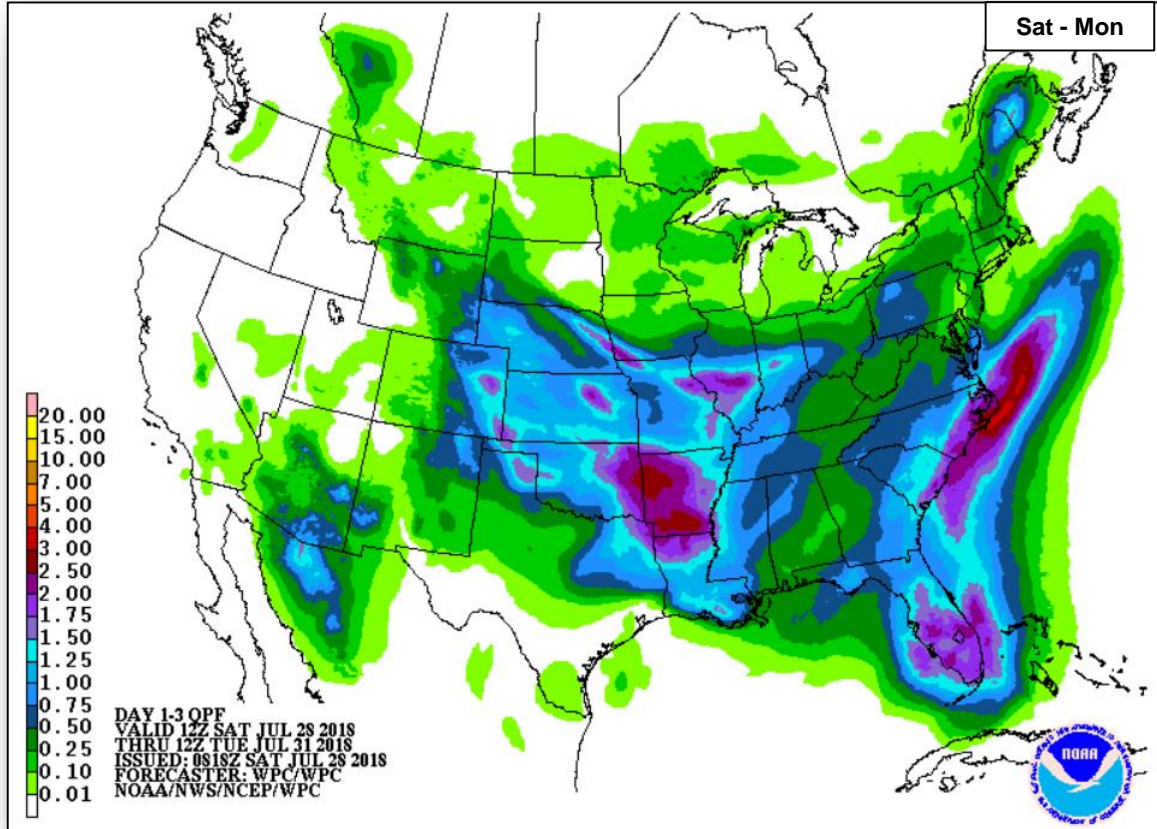 Sat - Mon
20.00
15.00
10.00
7.00
5.00
4.00
3.00
2.50
2.00
1.75
1.50
1.25
1.00
0.75
0.50
0.25
0.10
0.01
DAY 1-3 QPF
VALID 12Z SAT JUL 28 2018
THRU 12Z TUE JUL 31 2018
ISSUED: 0818Z SAT JUL 28 2018
FORECASTER: WPC/WPC
NOAA/NWS/NCEP/WPC
NOAA